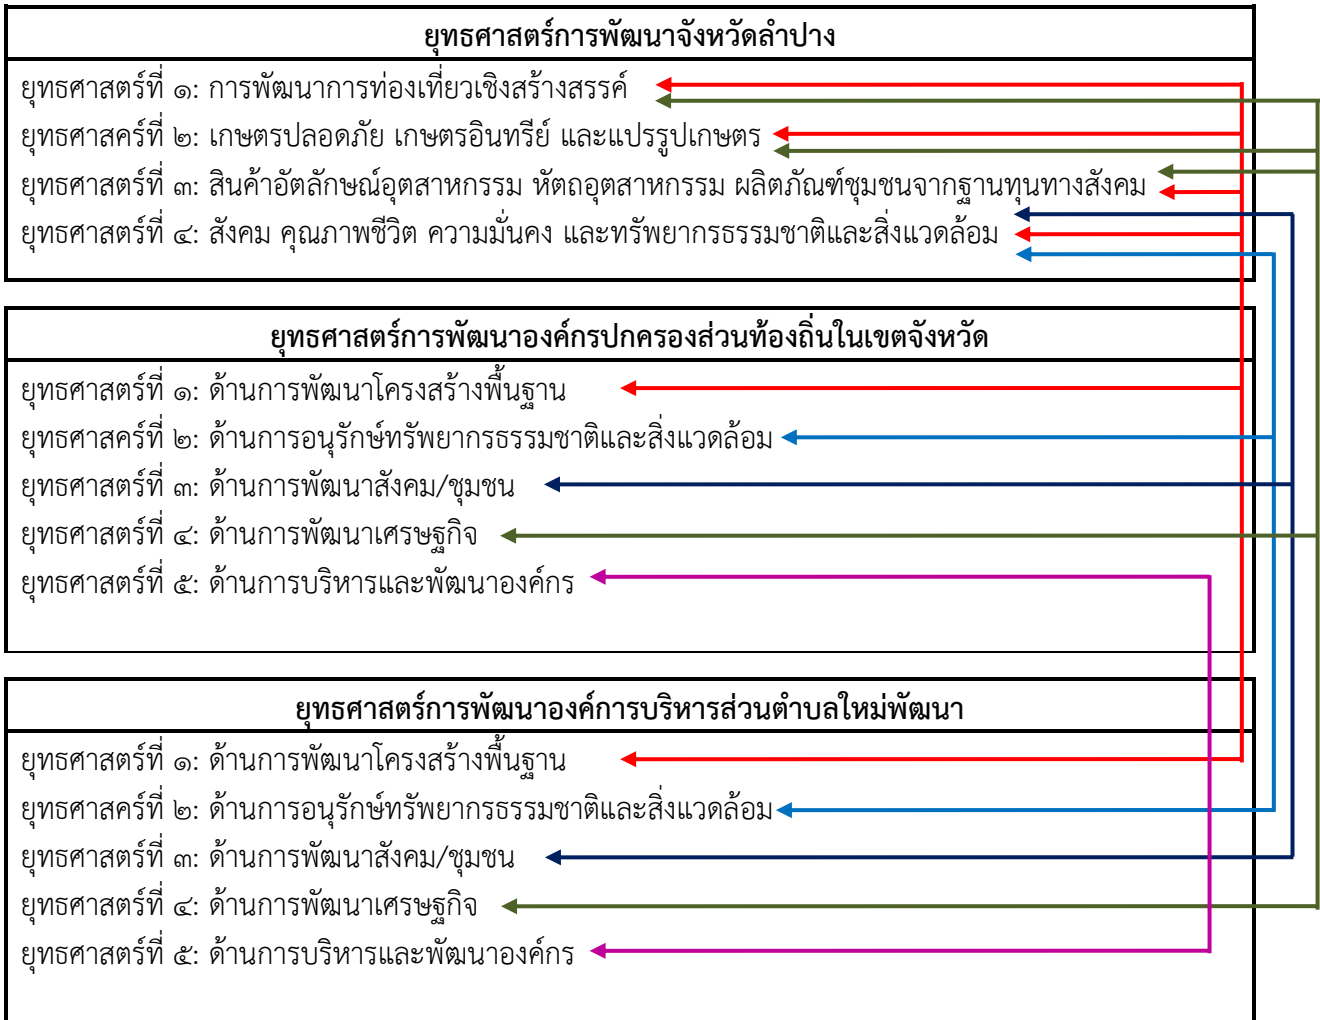 ยุทธศาสตร์การพัฒนาจังหวัดลำปาง
ยุทธศาสตร์ที่ ๑: การพัฒนาการท่องเที่ยวเชิงสร้างสรรค์
ยุทธศาสคร์ที่ ๒: เกษตรปลอดภัย เกษตรอินทรีย์ และแปรรูปเกษตร
ยุทธศาสตร์ที่ ๓: สินค้าอัตลักษณ์อุตสาหกรรม หัตถอุตสาหกรรม ผลิตภัณฑ์ชุมชนจากฐานทุนทางสังคม
ยุทธศาสตร์ที่ ๔: สังคม คุณภาพชีวิต ความมั่นคง และทรัพยากรธรรมชาติและสิ่งแวดล้อม
ยุทธศาสตร์การพัฒนาองค์กรปกครองส่วนท้องถิ่นในเขตจังหวัด
ยุทธศาสตร์ที่ ๑: ด้านการพัฒนาโครงสร้างพื้นฐาน
ยุทธศาสคร์ที่ ๒: ด้านการอนุรักษ์ทรัพยากรธรรมชาติและสิ่งแวดล้อม
ยุทธศาสตร์ที่ ๓: ด้านการพัฒนาสังคม/ชุมชน
ยุทธศาสตร์ที่ ๔: ด้านการพัฒนาเศรษฐกิจ
ยุทธศาสตร์ที่ ๕: ด้านการบริหารและพัฒนาองค์กร
ยุทธศาสตร์การพัฒนาองค์การบริหารส่วนตำบลใหม่พัฒนา
ยุทธศาสตร์ที่ ๑: ด้านการพัฒนาโครงสร้างพื้นฐาน
ยุทธศาสคร์ที่ ๒: ด้านการอนุรักษ์ทรัพยากรธรรมชาติและสิ่งแวดล้อม
ยุทธศาสตร์ที่ ๓: ด้านการพัฒนาสังคม/ชุมชน
ยุทธศาสตร์ที่ ๔: ด้านการพัฒนาเศรษฐกิจ
ยุทธศาสตร์ที่ ๕: ด้านการบริหารและพัฒนาองค์กร